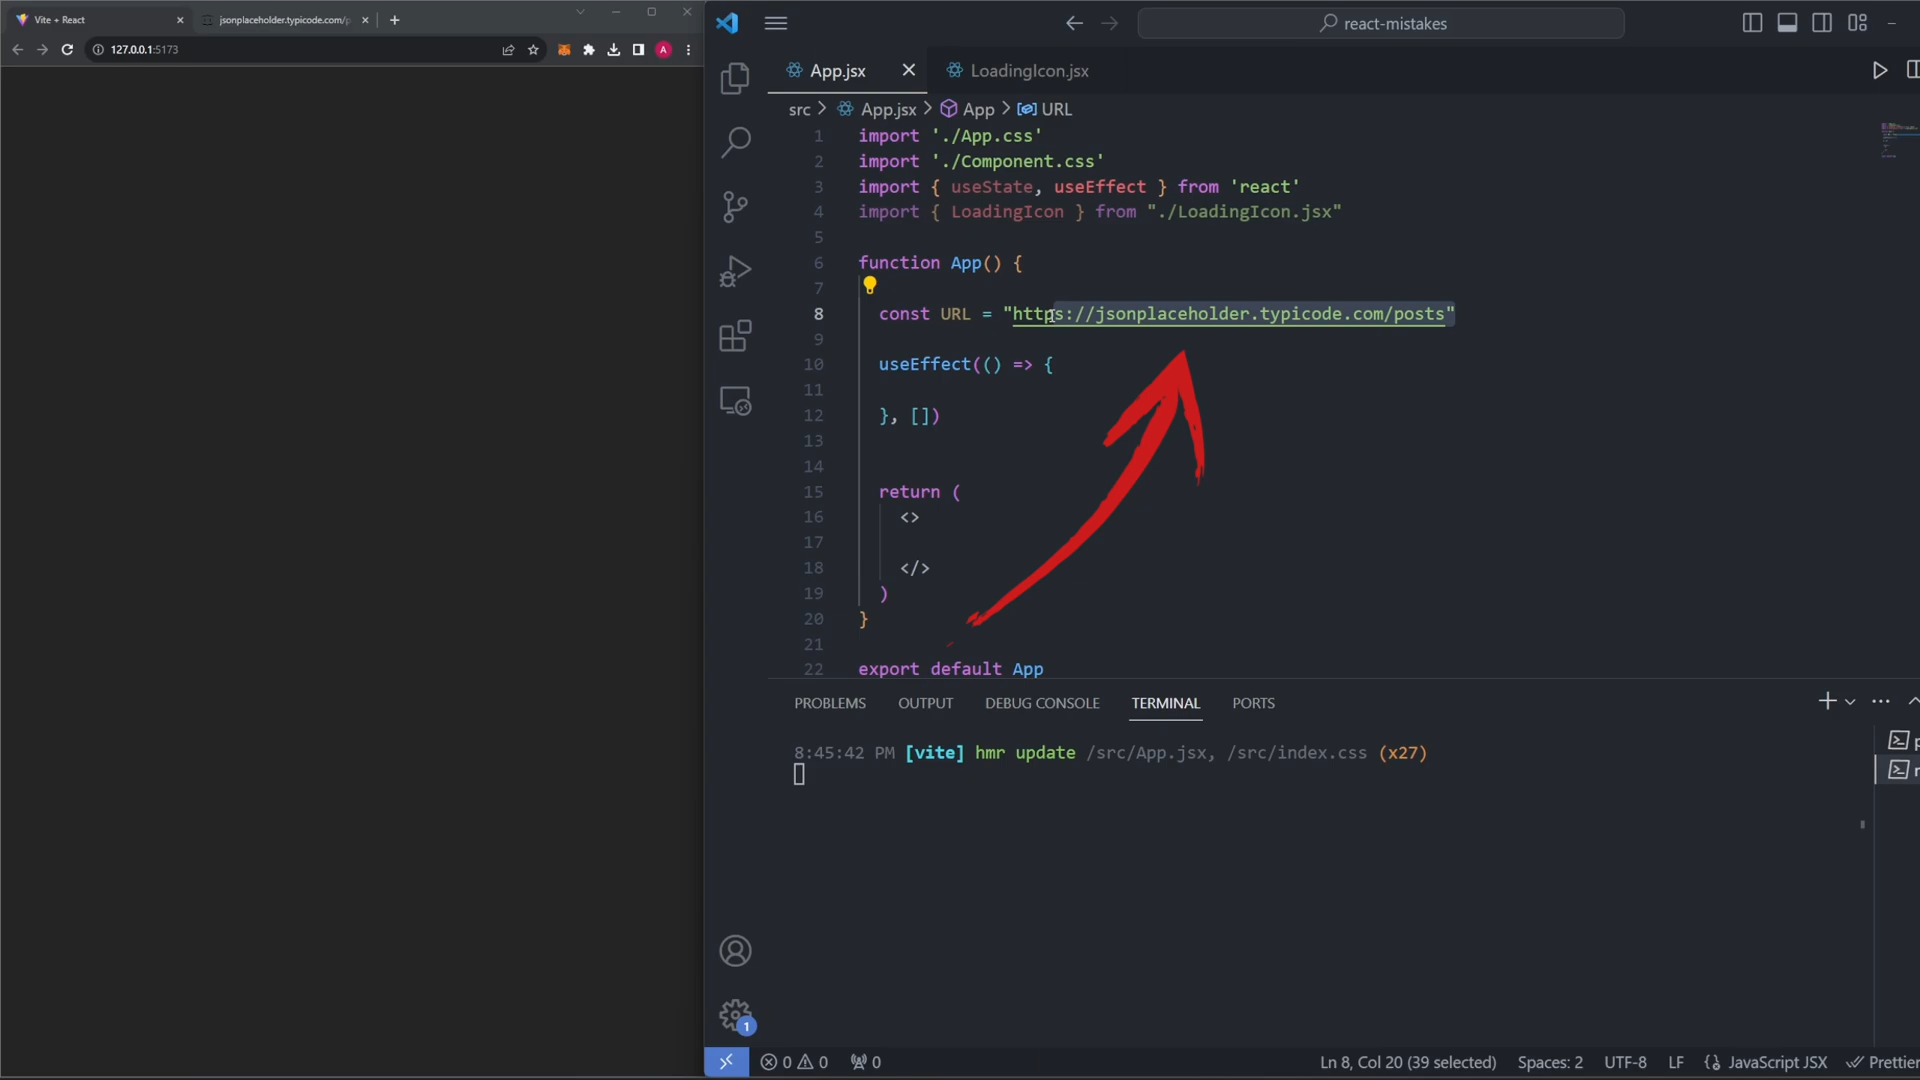 Vite + React
jsonplaceholder.typicode.com/p
127.0.0.1:5173
A
react-mistakes
App.jsx
LoadingIcon.jsx
src > App.jsx > App > URL
1 import './App.css'
2 import './Component.css'
3 import { useState, useEffect } from 'react'
4 import { LoadingIcon } from "./LoadingIcon.jsx"
5
6 function App() {
7
8 const URL = "https://jsonplaceholder.typicode.com/posts"
9
10 useEffect(() => {
11
12 }, [])
13
14
15 return (
16 <>
17
18 </>
19 )
20 }
21
22 export default App
PROBLEMS OUTPUT DEBUG CONSOLE TERMINAL PORTS
8:45:42 PM [vite] hmr update /src/App.jsx, /src/index.css (x27)
1
0 0 0 Ln 8, Col 20 (39 selected) Spaces: 2 UTF-8 LF {} JavaScript JSX Prettier